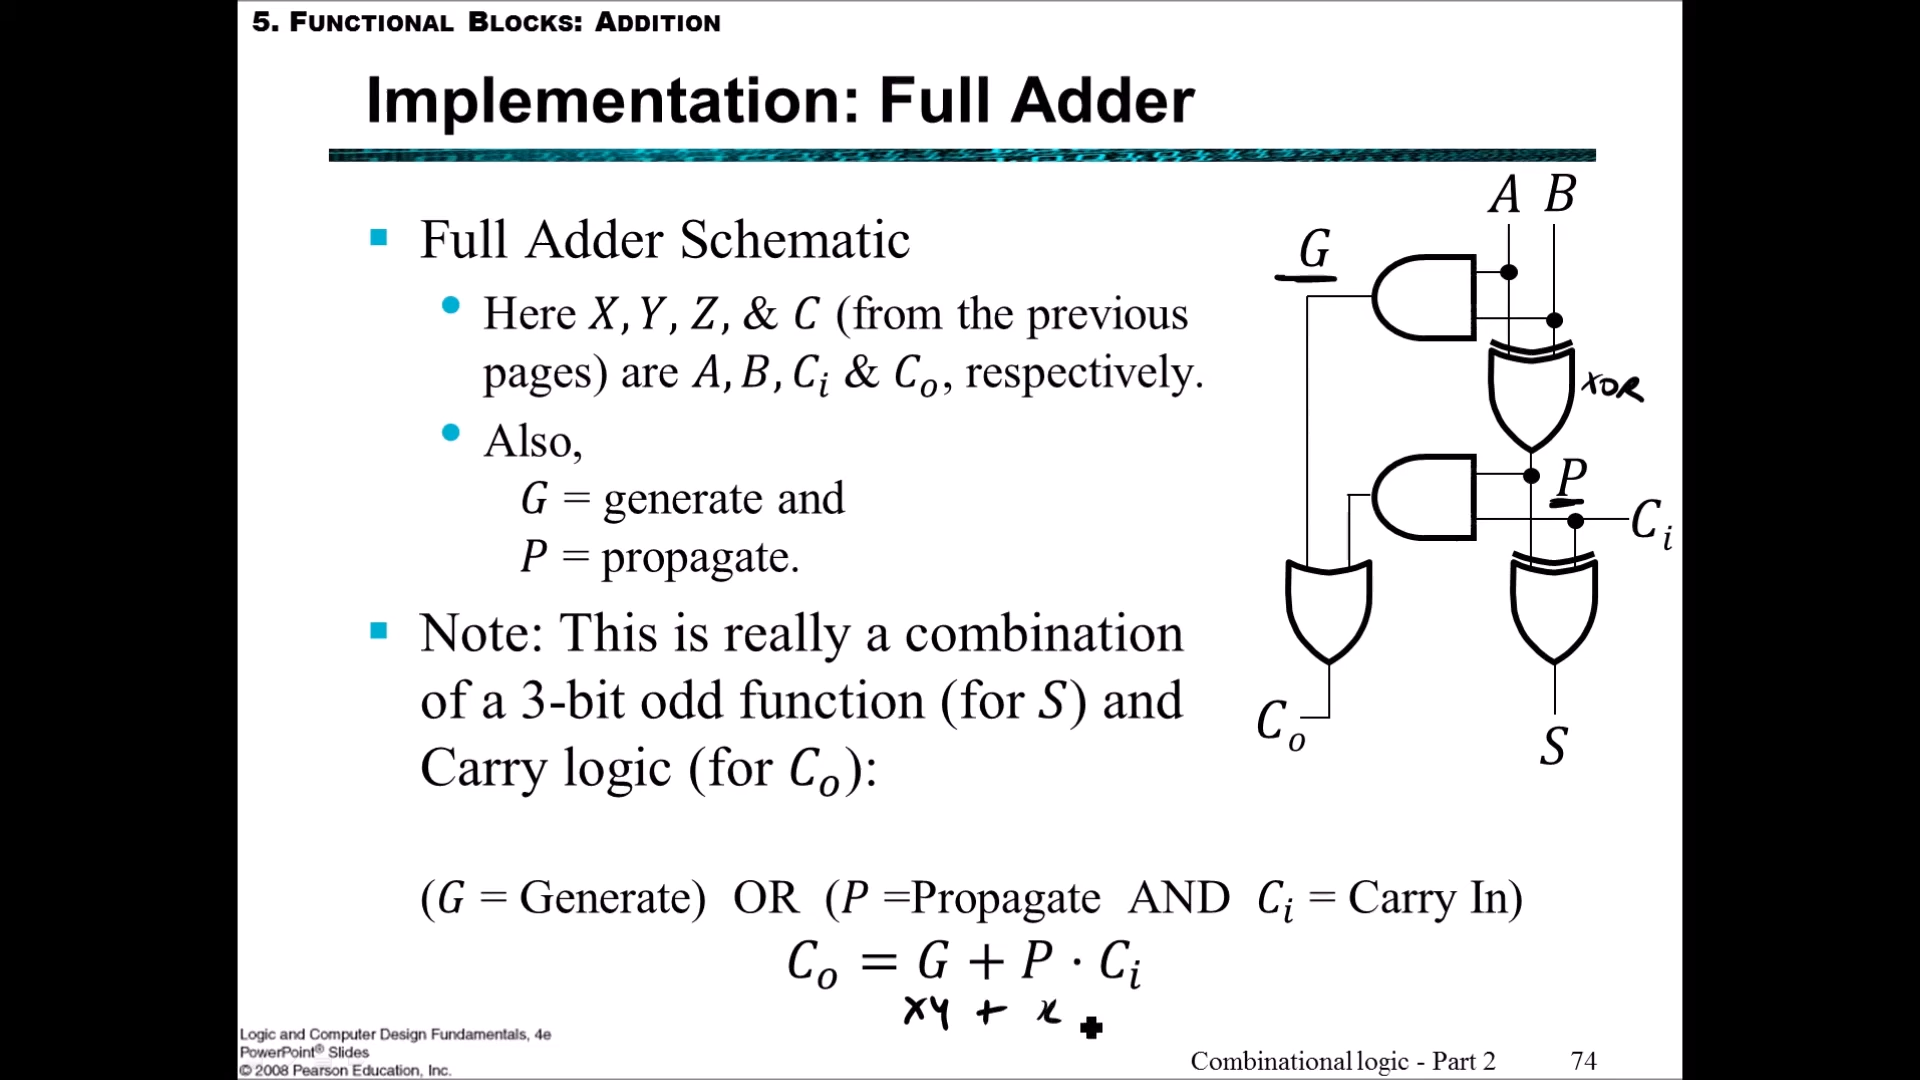 5. FUNCTIONAL BLOCKS: ADDITION
Implementation: Full Adder
Full Adder Schematic
Here X, Y, Z, & C (from the previous
pages) are A, B, Cᵢ & Cₒ, respectively.
Also,
G = generate and
P = propagate.
Note: This is really a combination
of a 3-bit odd function (for S) and
Carry logic (for Cₒ):
(G = Generate) OR (P =Propagate AND Cᵢ = Carry In)
Cₒ = G + P · Cᵢ
XY + x
A B
G
XOR
P
Cᵢ
Cₒ
S
Logic and Computer Design Fundamentals, 4e
PowerPoint® Slides
© 2008 Pearson Education, Inc.
Combinational logic - Part 2 74